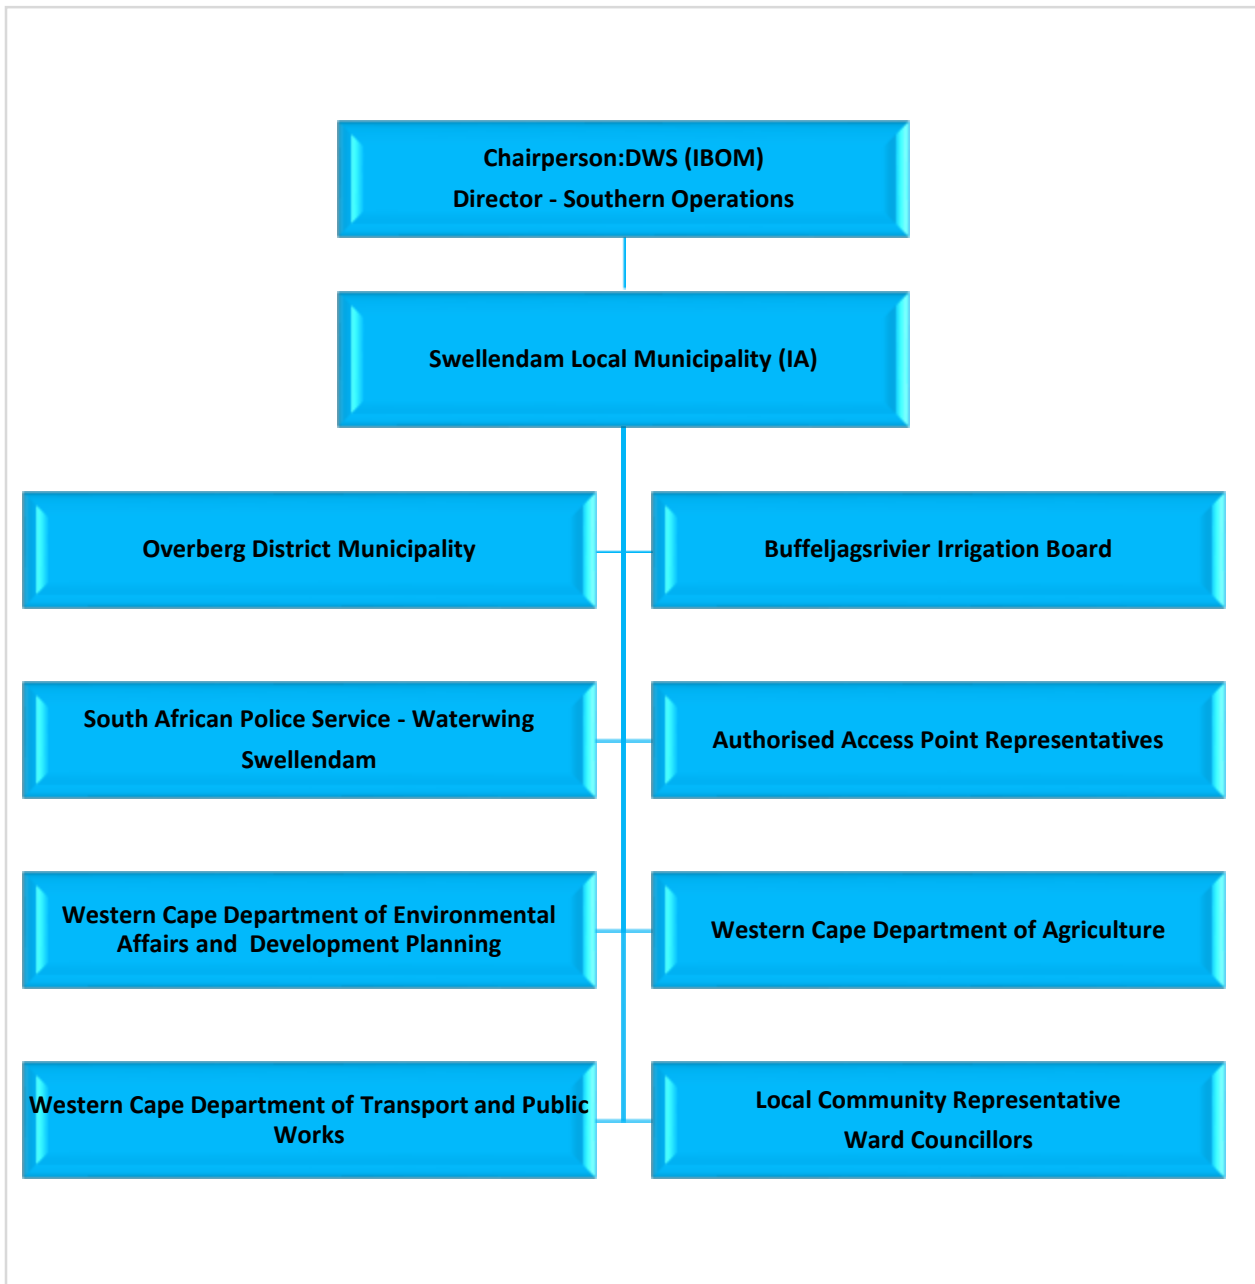 Chairperson:DWS (IBOM)
Director - Southern Operations
Swellendam Local Municipality (IA)
Overberg District Municipality
Buffeljagsrivier Irrigation Board
South African Police Service - Waterwing
Swellendam
Authorised Access Point Representatives
Western Cape Department of Environmental
Affairs and  Development Planning
Western Cape Department of Agriculture
Western Cape Department of Transport and Public
Works
Local Community Representative
Ward Councillors